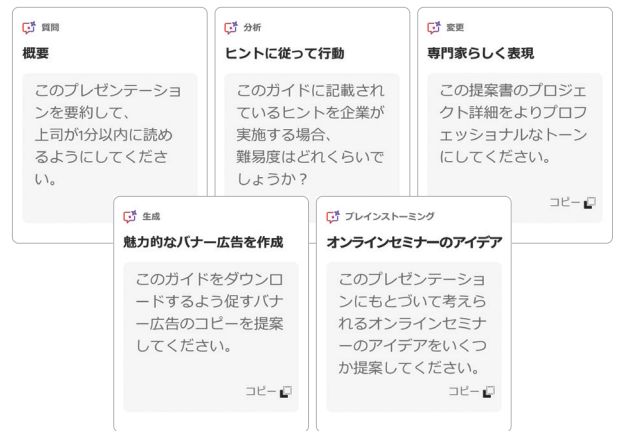 質問
概要
このプレゼンテーショ
ンを要約して、
上司が1分以内に読め
るようにしてくださ
い。
分析
ヒントに従って行動
このガイドに記載され
ているヒントを企業が
実施する場合、
難易度はどれくらいで
しょうか？
変更
専門家らしく表現
この提案書のプロジェ
クト詳細をよりプロフ
ェッショナルなトーン
にしてください。
コピー
生成
魅力的なバナー広告を作成
このガイドをダウンロ
ードするよう促すバナ
ー広告のコピーを提案
してください。
コピー
ブレインストーミング
オンラインセミナーのアイデア
このプレゼンテーショ
ンにもとづいて考えら
れるオンラインセミナ
ーのアイデアをいくつ
か提案してください。
コピー